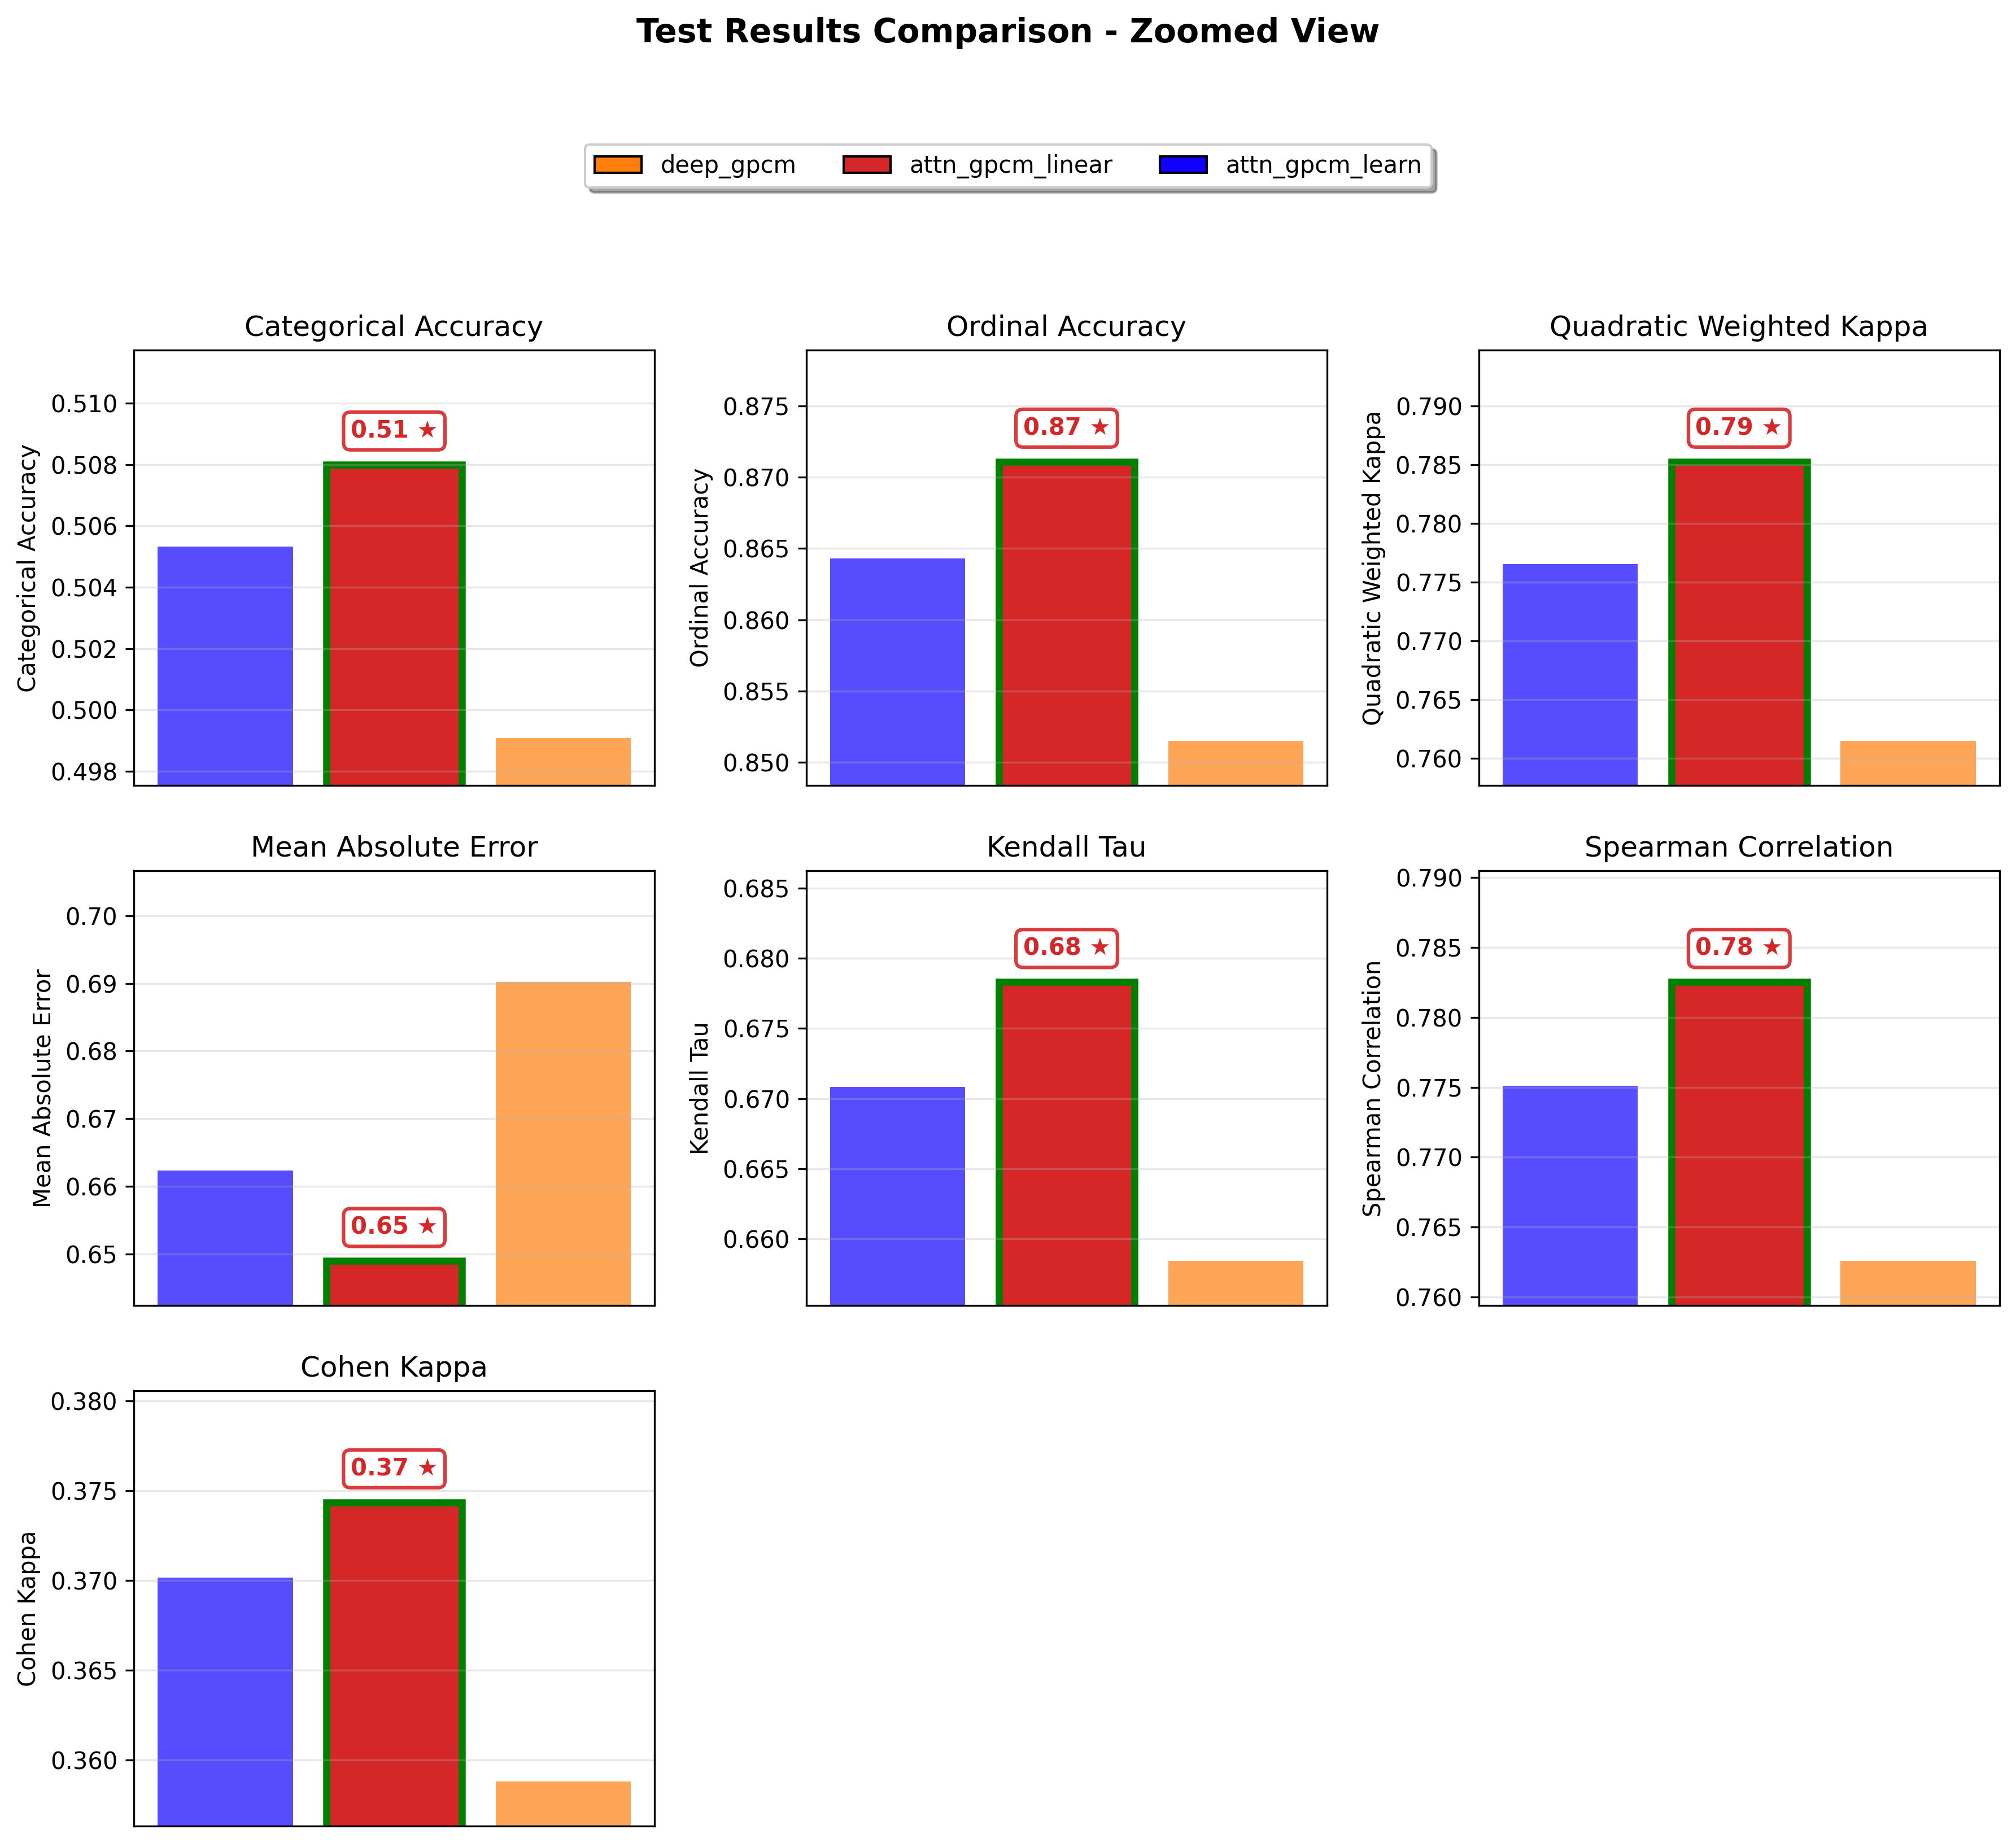 Test Results Comparison - Zoomed View
deep_gpcm
attn_gpcm_linear
attn_gpcm_learn
Categorical Accuracy
Categorical Accuracy
0.510
0.508
0.506
0.504
0.502
0.500
0.498
0.51 ★
Ordinal Accuracy
Ordinal Accuracy
0.875
0.870
0.865
0.860
0.855
0.850
0.87 ★
Quadratic Weighted Kappa
Quadratic Weighted Kappa
0.790
0.785
0.780
0.775
0.770
0.765
0.760
0.79 ★
Mean Absolute Error
Mean Absolute Error
0.70
0.69
0.68
0.67
0.66
0.65
0.65 ★
Kendall Tau
Kendall Tau
0.685
0.680
0.675
0.670
0.665
0.660
0.68 ★
Spearman Correlation
Spearman Correlation
0.790
0.785
0.780
0.775
0.770
0.765
0.760
0.78 ★
Cohen Kappa
Cohen Kappa
0.380
0.375
0.370
0.365
0.360
0.37 ★